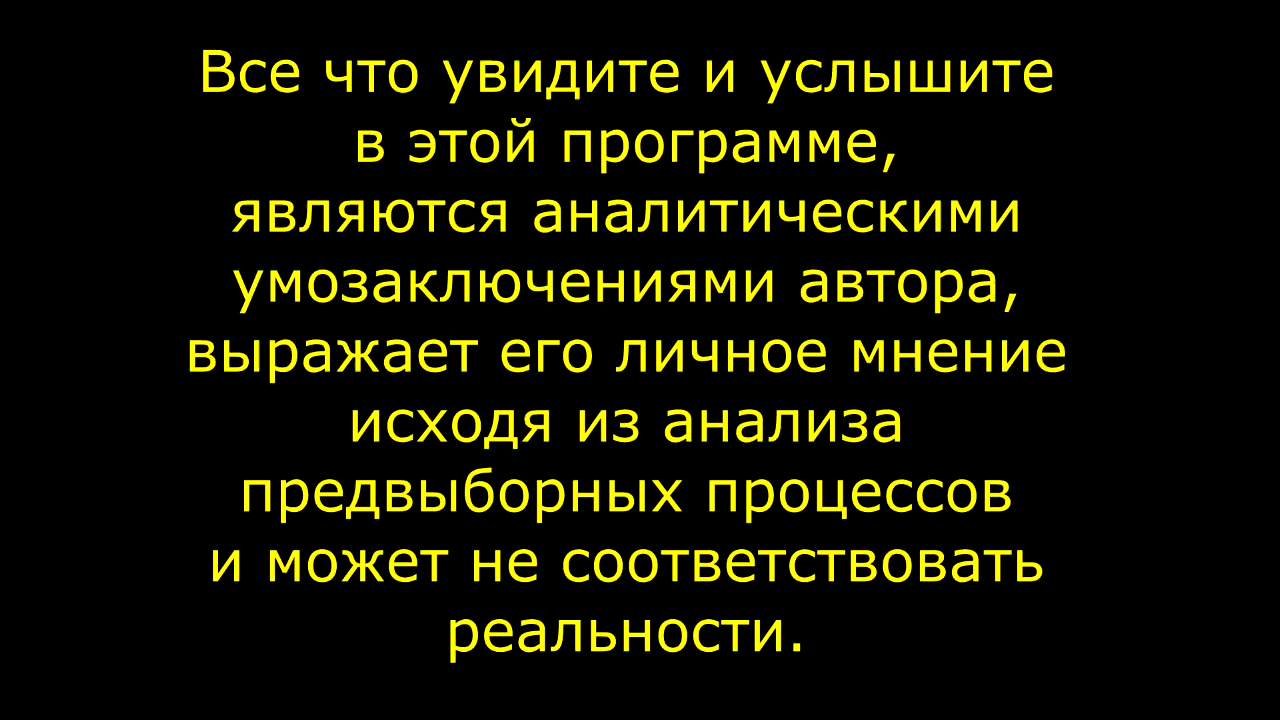 Все что увидите и услышите
в этой программе,
являются аналитическими
умозаключениями автора,
выражает его личное мнение
исходя из анализа
предвыборных процессов
и может не соответствовать
реальности.